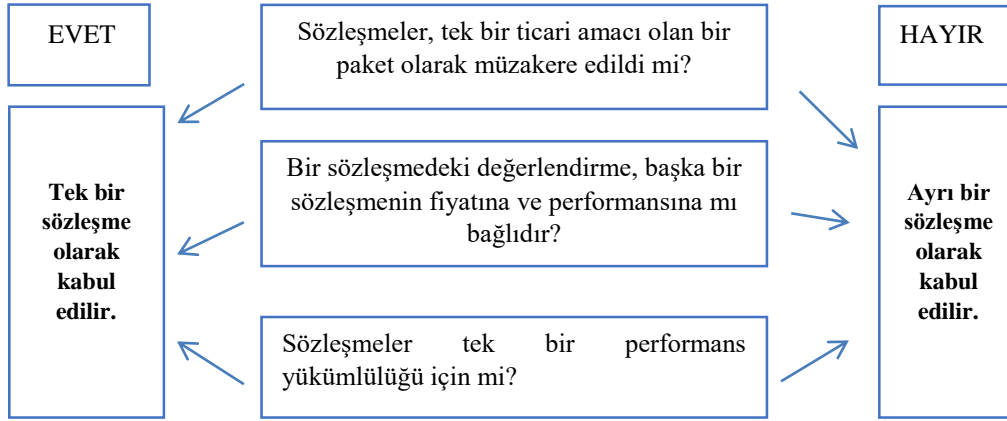 EVET
Sözleşmeler, tek bir ticari amacı olan bir
paket olarak müzakere edildi mi?
HAYIR
Tek bir
sözleşme
olarak
kabul
edilir.
Bir sözleşmedeki değerlendirme, başka bir
sözleşmenin fiyatına ve performansına mı
bağlıdır?
Ayrı bir
sözleşme
olarak
kabul
edilir.
Sözleşmeler tek bir performans
yükümlülüğü için mi?